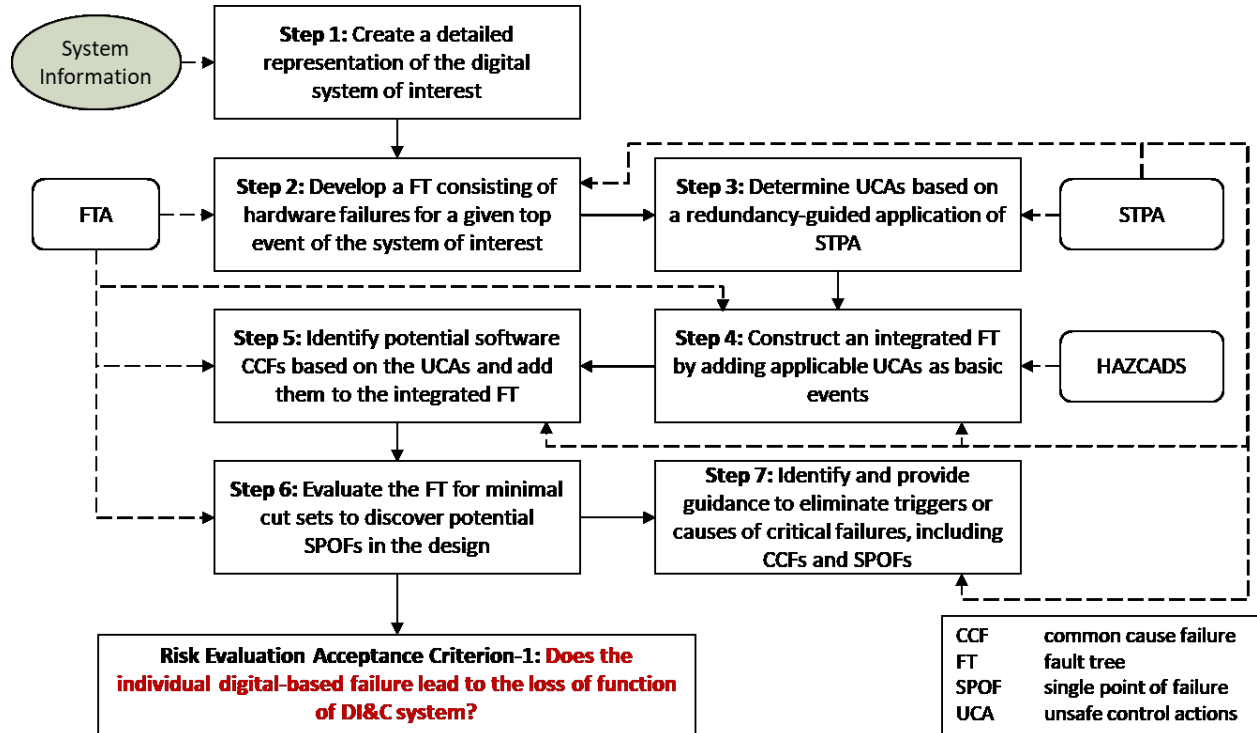 System
Information
Step 1: Create a detailed
representation of the digital
system of interest
FTA
Step 2: Develop a FT consisting of
hardware failures for a given top
event of the system of interest
Step 3: Determine UCAs based on
a redundancy-guided application of
STPA
STPA
Step 5: Identify potential software
CCFs based on the UCAs and add
them to the integrated FT
Step 4: Construct an integrated FT
by adding applicable UCAs as basic
events
HAZCADS
Step 6: Evaluate the FT for minimal
cut sets to discover potential
SPOFs in the design
Step 7: Identify and provide
guidance to eliminate triggers or
causes of critical failures, including
CCFs and SPOFs
Risk Evaluation Acceptance Criterion-1: Does the
individual digital-based failure lead to the loss of function
of DI&C system?
CCF common cause failure
FT fault tree
SPOF single point of failure
UCA unsafe control actions